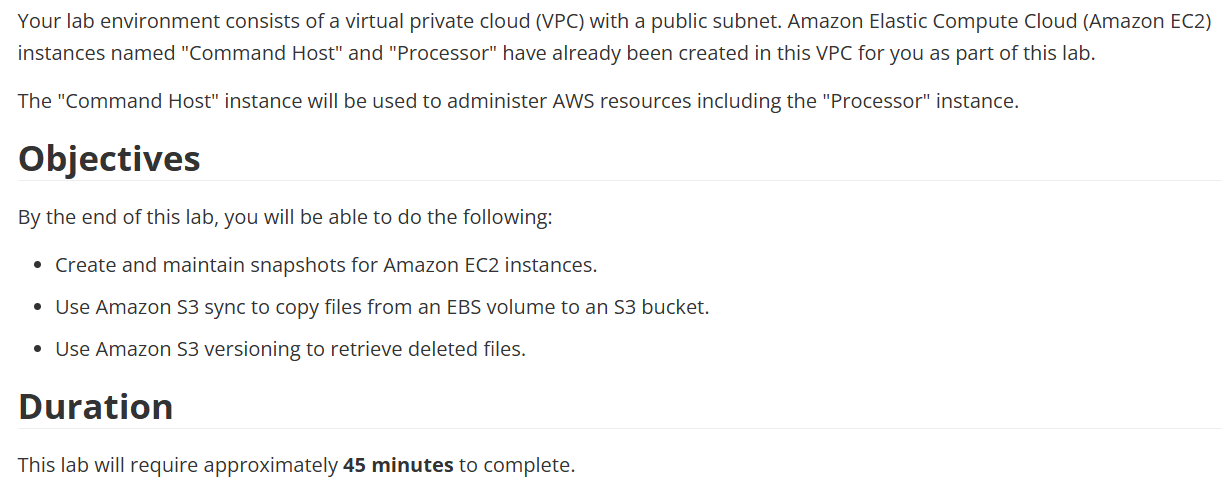 Your lab environment consists of a virtual private cloud (VPC) with a public subnet. Amazon Elastic Compute Cloud (Amazon EC2)
instances named "Command Host" and "Processor" have already been created in this VPC for you as part of this lab.
The "Command Host" instance will be used to administer AWS resources including the "Processor" instance.
Objectives
By the end of this lab, you will be able to do the following:
• Create and maintain snapshots for Amazon EC2 instances.
• Use Amazon S3 sync to copy files from an EBS volume to an S3 bucket.
• Use Amazon S3 versioning to retrieve deleted files.
Duration
This lab will require approximately 45 minutes to complete.